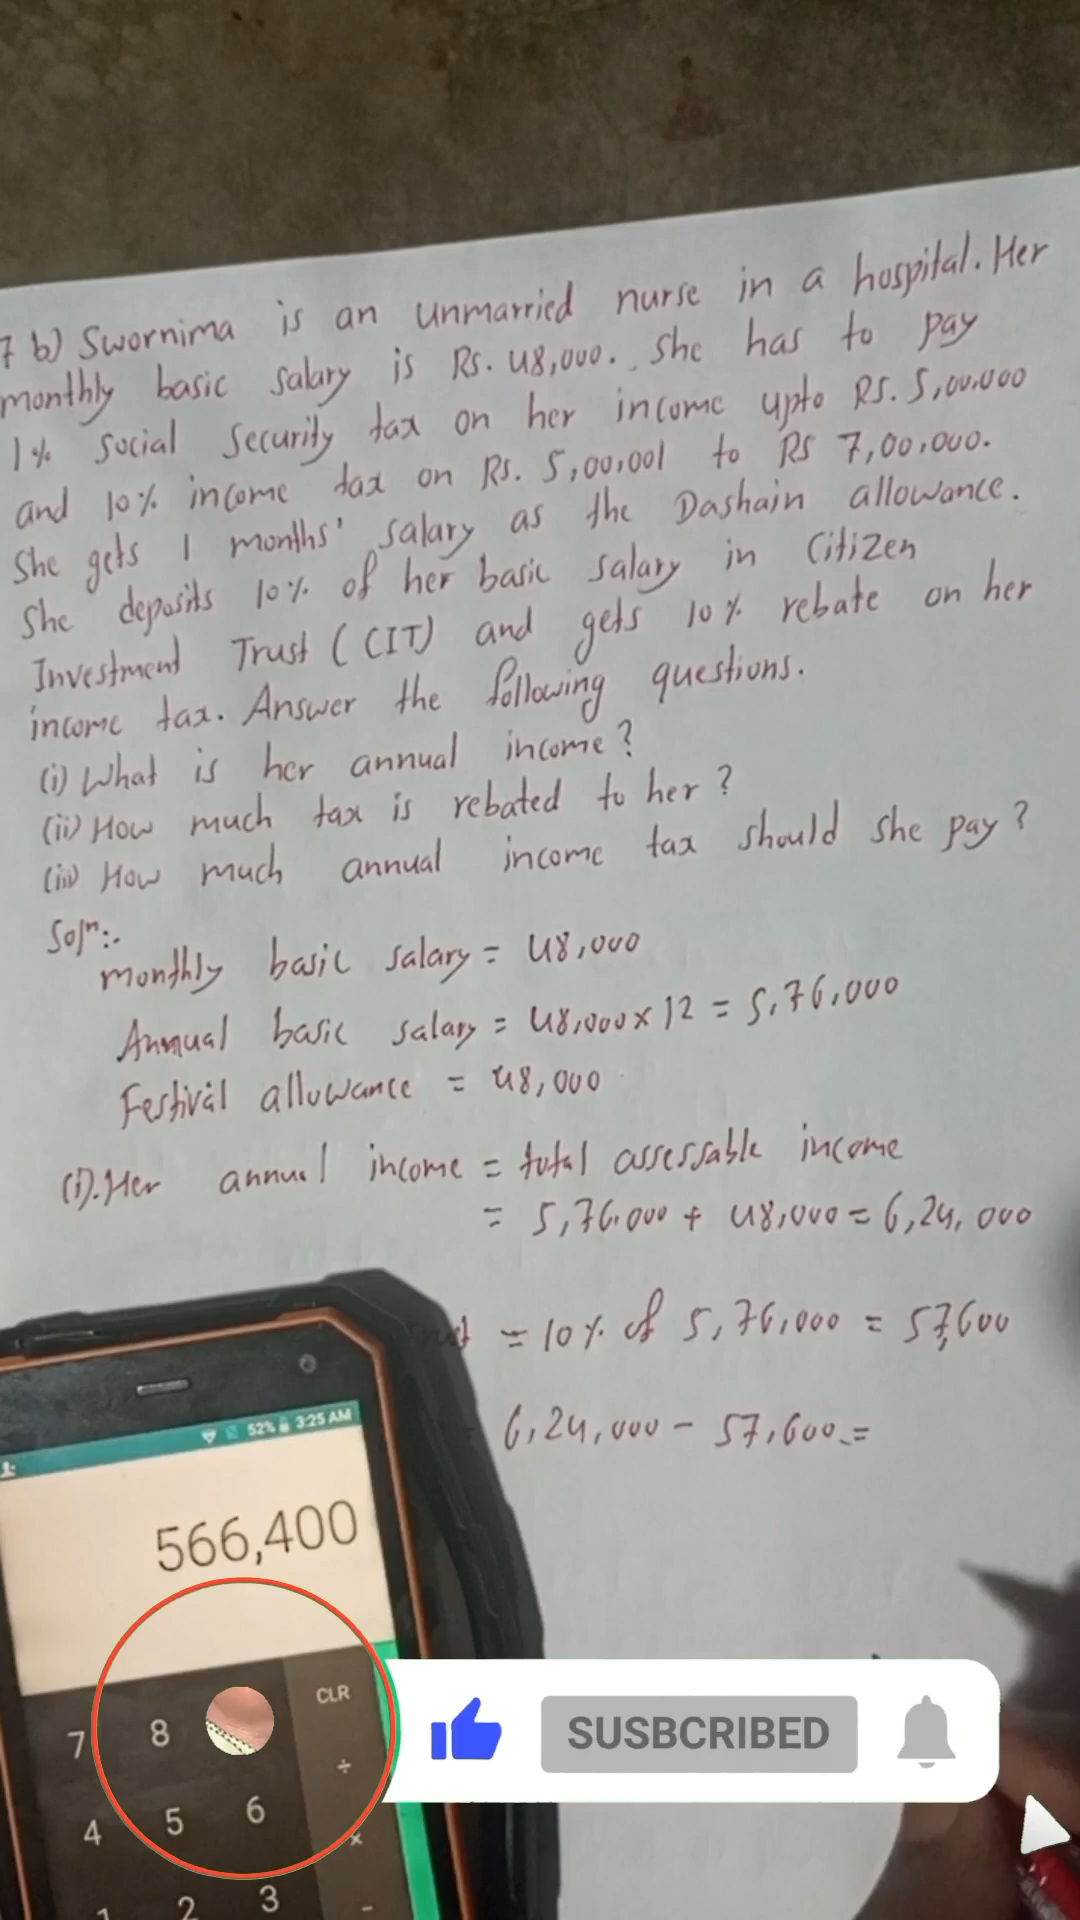 7 b) Swornima is an unmarried nurse in a hospital. Her
monthly basic salary is Rs. 48,000. She has to pay
1% social security tax on her income upto Rs. 5,00,000
and 10% income tax on Rs. 5,00,001 to Rs 7,00,000.
She gets 1 months' salary as the Dashain allowance.
She deposits 10% of her basic salary in Citizen
Investment Trust (CIT) and gets 10% rebate on her
income tax. Answer the following questions.
(i) What is her annual income?
(ii) How much tax is rebated to her?
(iii) How much annual income tax should she pay?
Solⁿ:-
monthly basic salary = 48,000
Annual basic salary = 48,000 x 12 = 5,76,000
Festival allowance = 48,000
(i). Her annual income = total assessable income
= 5,76,000 + 48,000 = 6,24,000
= 10% of 5,76,000 = 57,600
6,24,000 - 57,600 =
52% 3:25 AM
566,400
CLR
7 8
÷
4 5 6
×
1 2 3
-
SUSBCRIBED